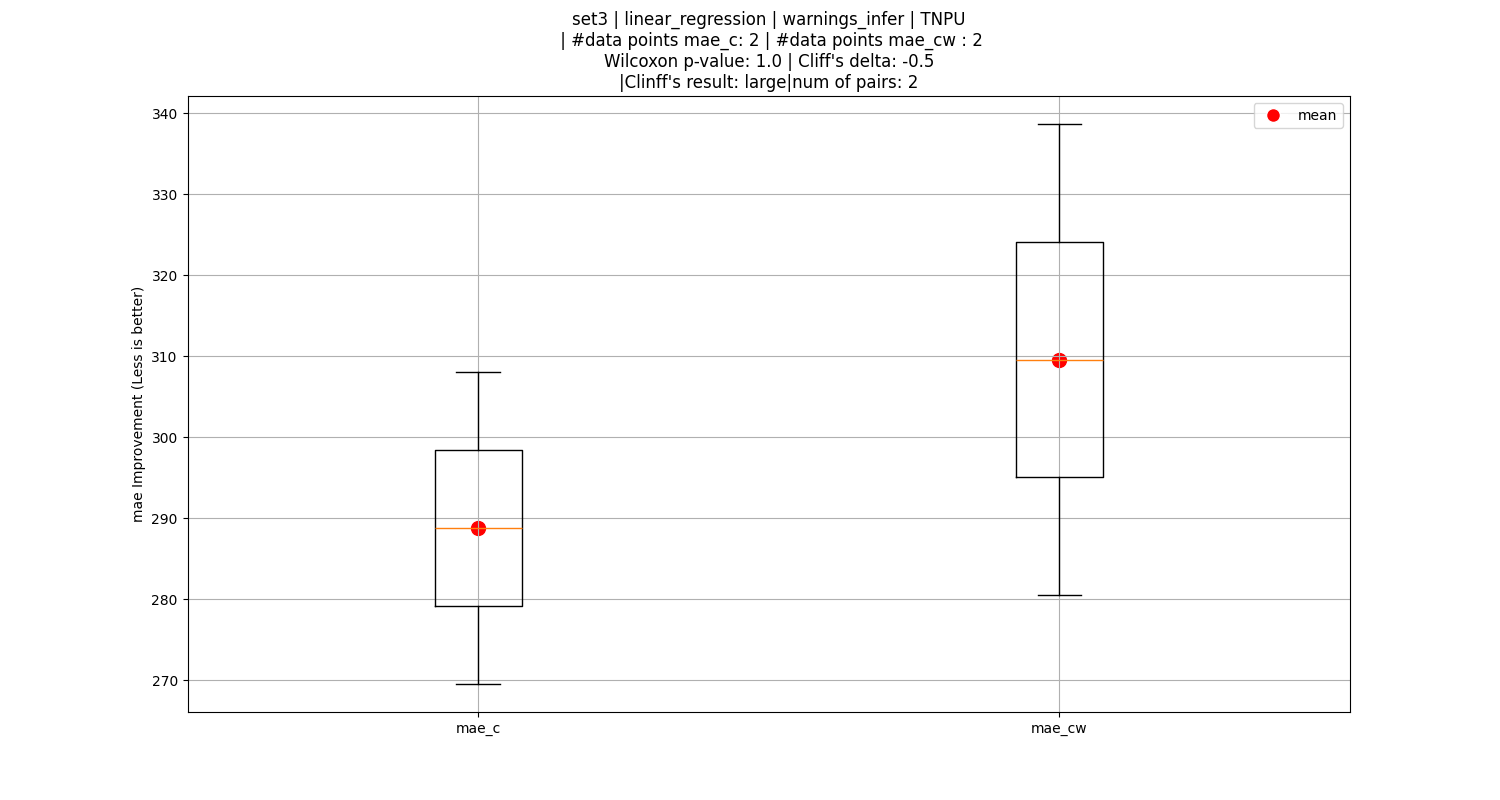 set3 | linear_regression | warnings_infer | TNPU
| #data points mae_c: 2 | #data points mae_cw : 2
Wilcoxon p-value: 1.0 | Cliff's delta: -0.5
|Clinff's result: large|num of pairs: 2
mean
340
330
320
310
300
290
280
270
mae Improvement (Less is better)
mae_c
mae_cw